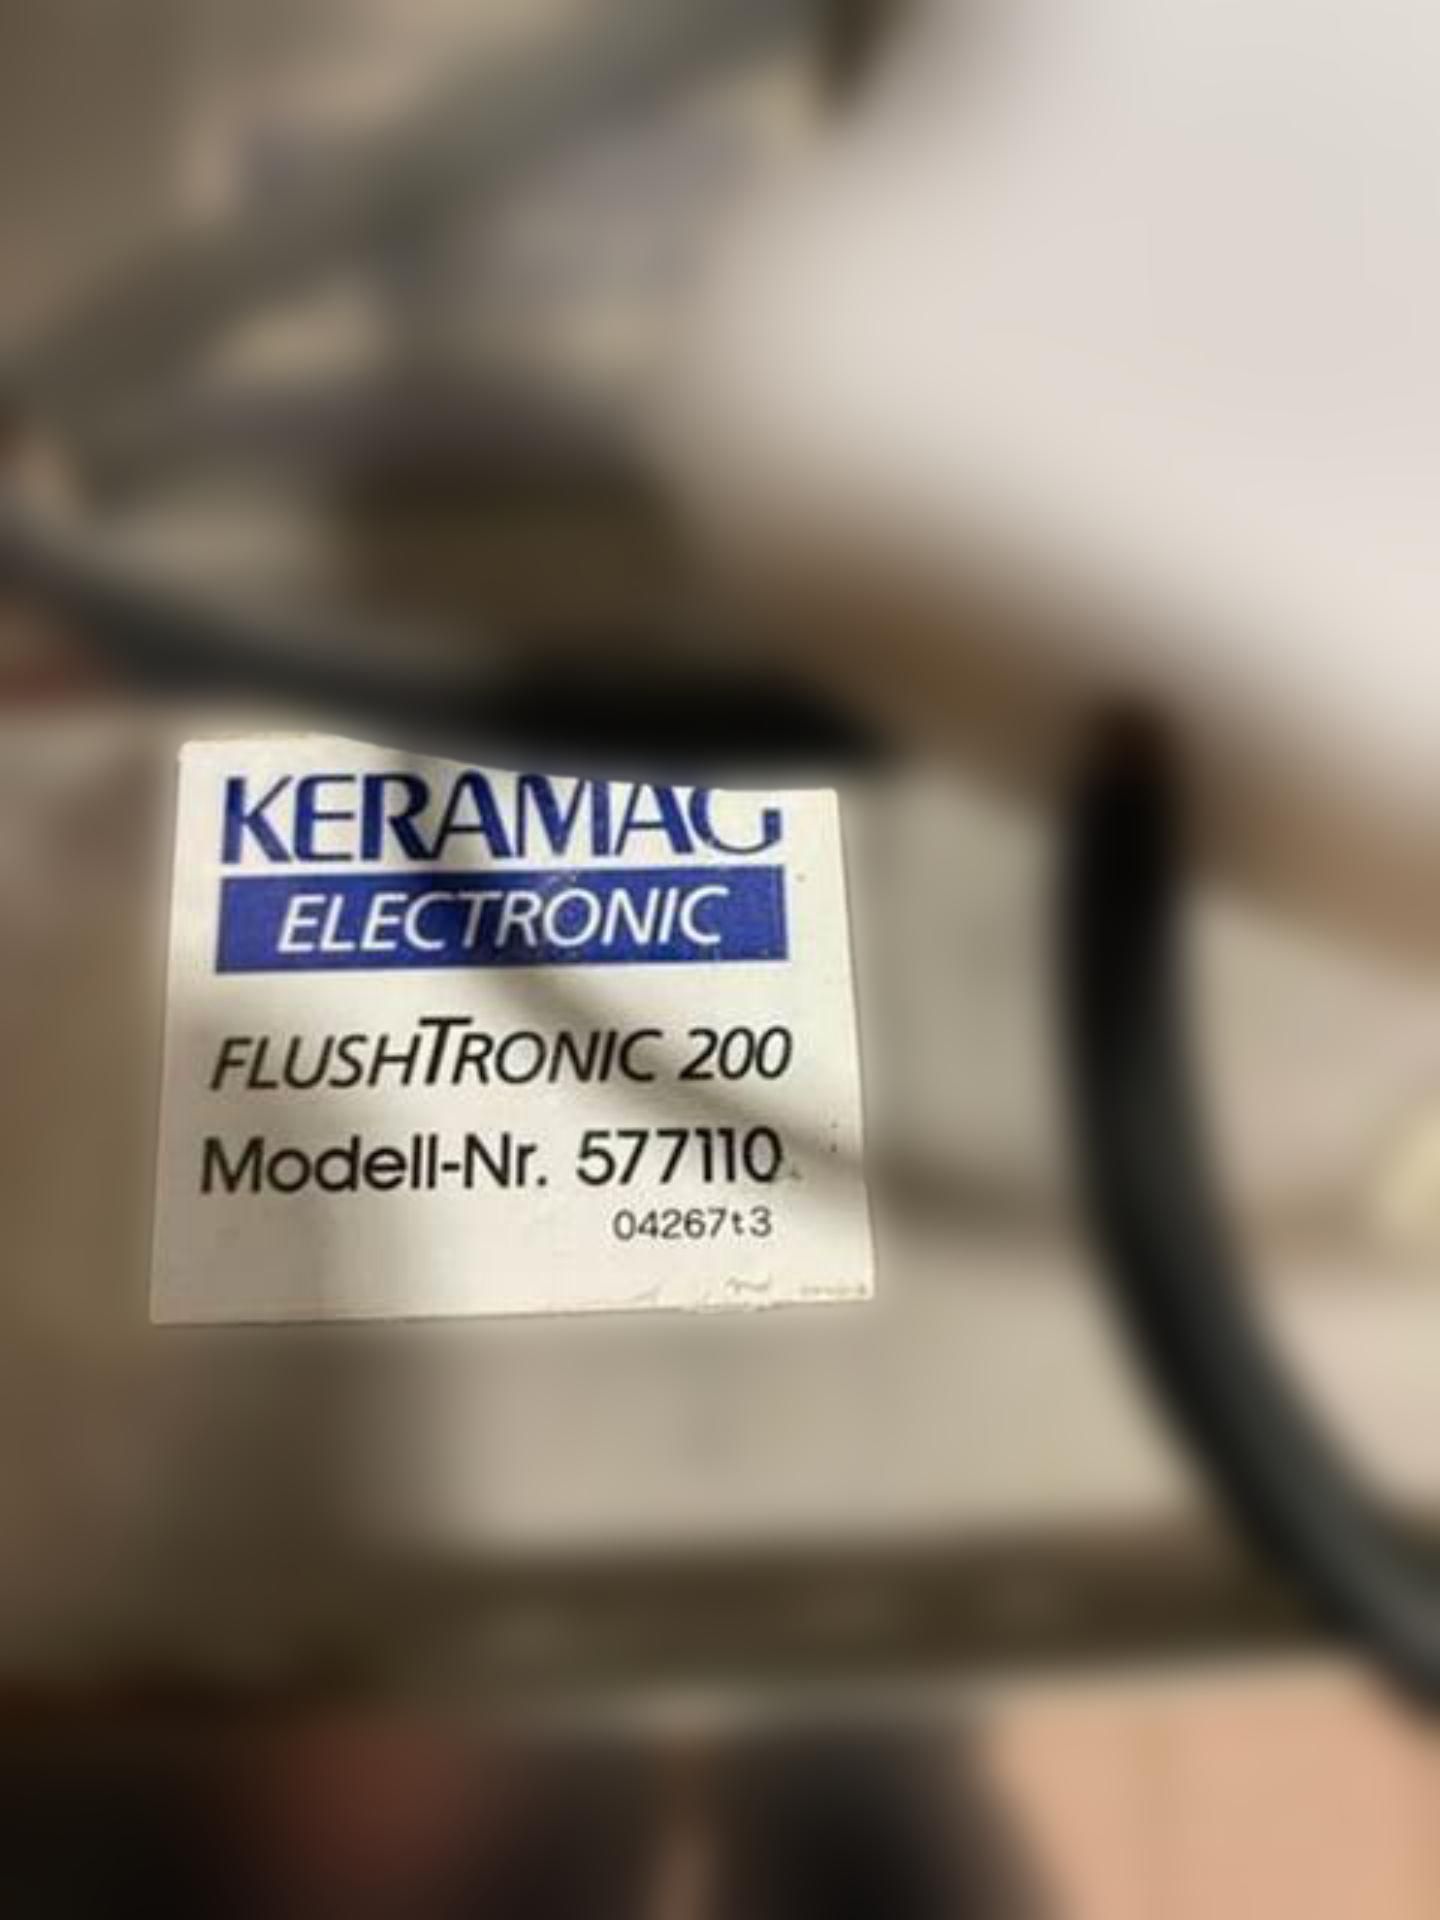 KERAMAG
ELECTRONIC
FLUSHTRONIC 200
Modell-Nr. 577110
04267t3